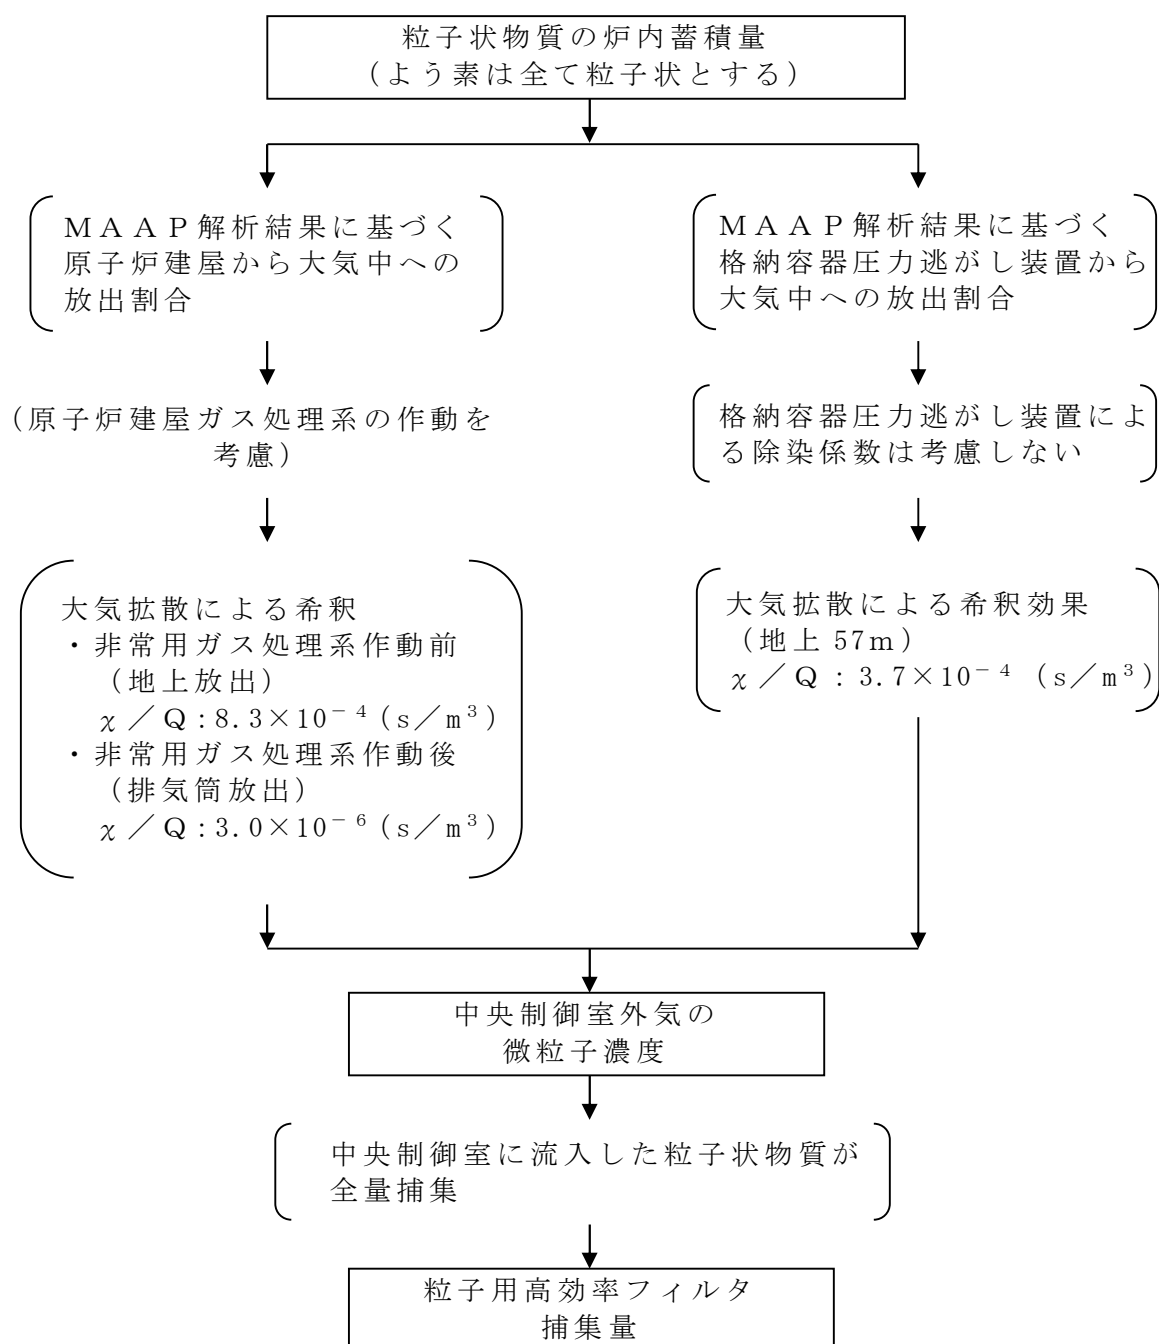 粒子状物質の炉内蓄積量
（よう素は全て粒子状とする）
ＭＡＡＰ解析結果に基づく
原子炉建屋から大気中への
放出割合
（原子炉建屋ガス処理系の作動を
考慮）
大気拡散による希釈
・非常用ガス処理系作動前
（地上放出）
χ／Ｑ：8.3×10⁻⁴（s／m³）
・非常用ガス処理系作動後
（排気筒放出）
χ／Ｑ：3.0×10⁻⁶（s／m³）
ＭＡＡＰ解析結果に基づく
格納容器圧力逃がし装置から
大気中への放出割合
格納容器圧力逃がし装置によ
る除染係数は考慮しない
大気拡散による希釈効果
（地上 57m）
χ／Ｑ：3.7×10⁻⁴（s／m³）
中央制御室外気の
微粒子濃度
中央制御室に流入した粒子状物質が
全量捕集
粒子用高効率フィルタ
捕集量